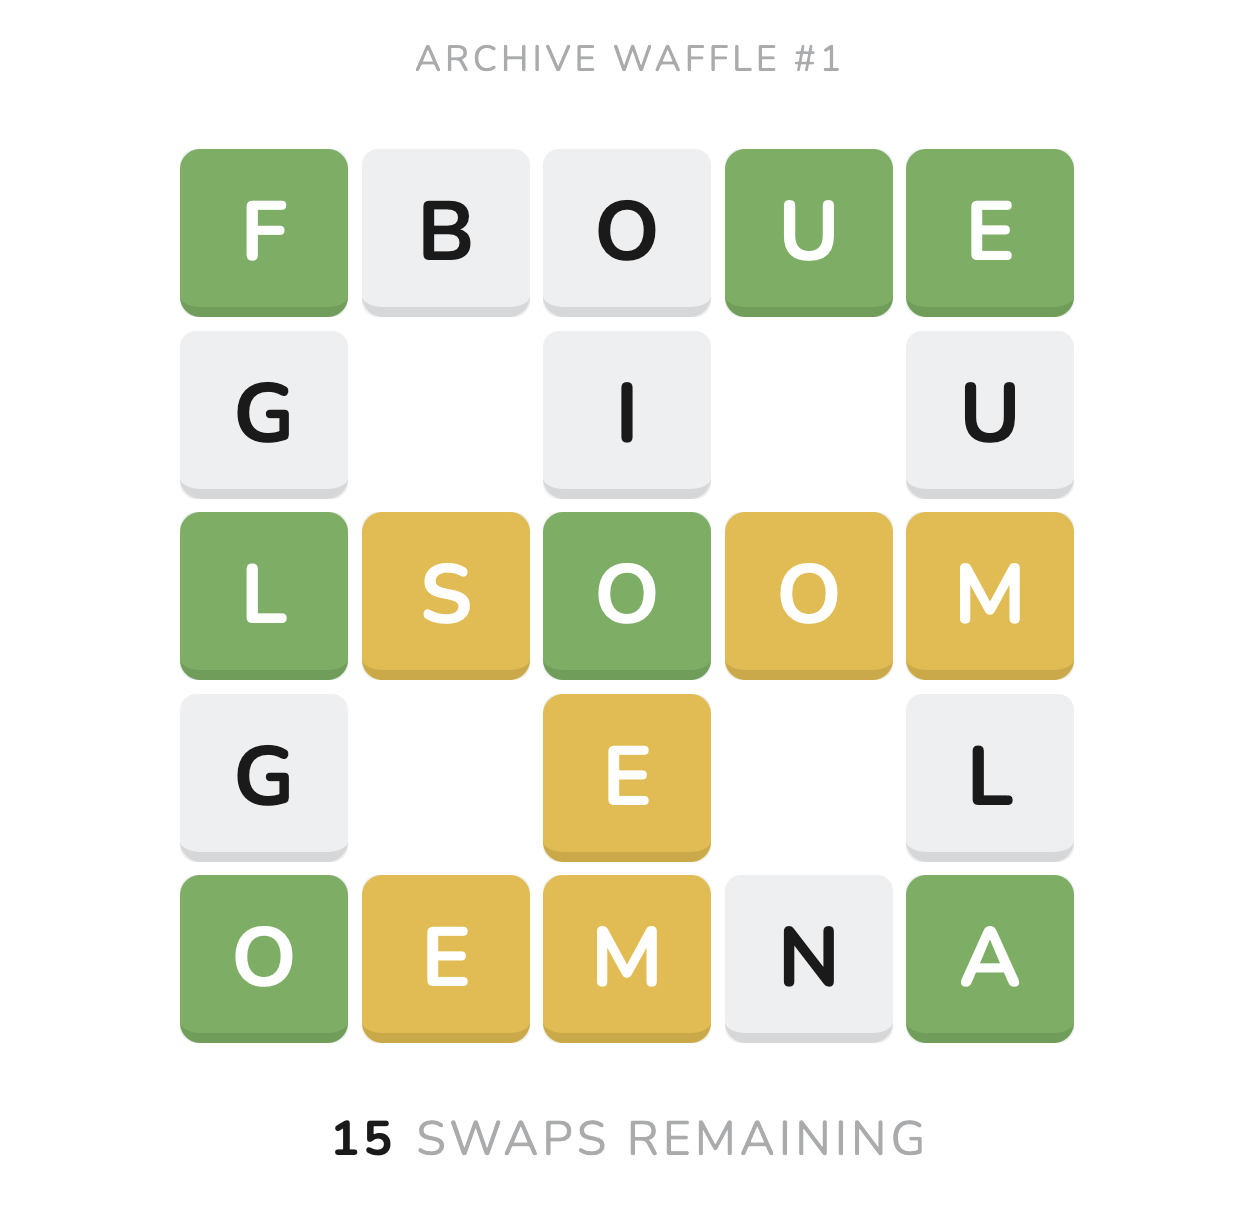 ARCHIVE WAFFLE #1
F B O U E
G I U
L S O O M
G E L
O E M N A
15 SWAPS REMAINING